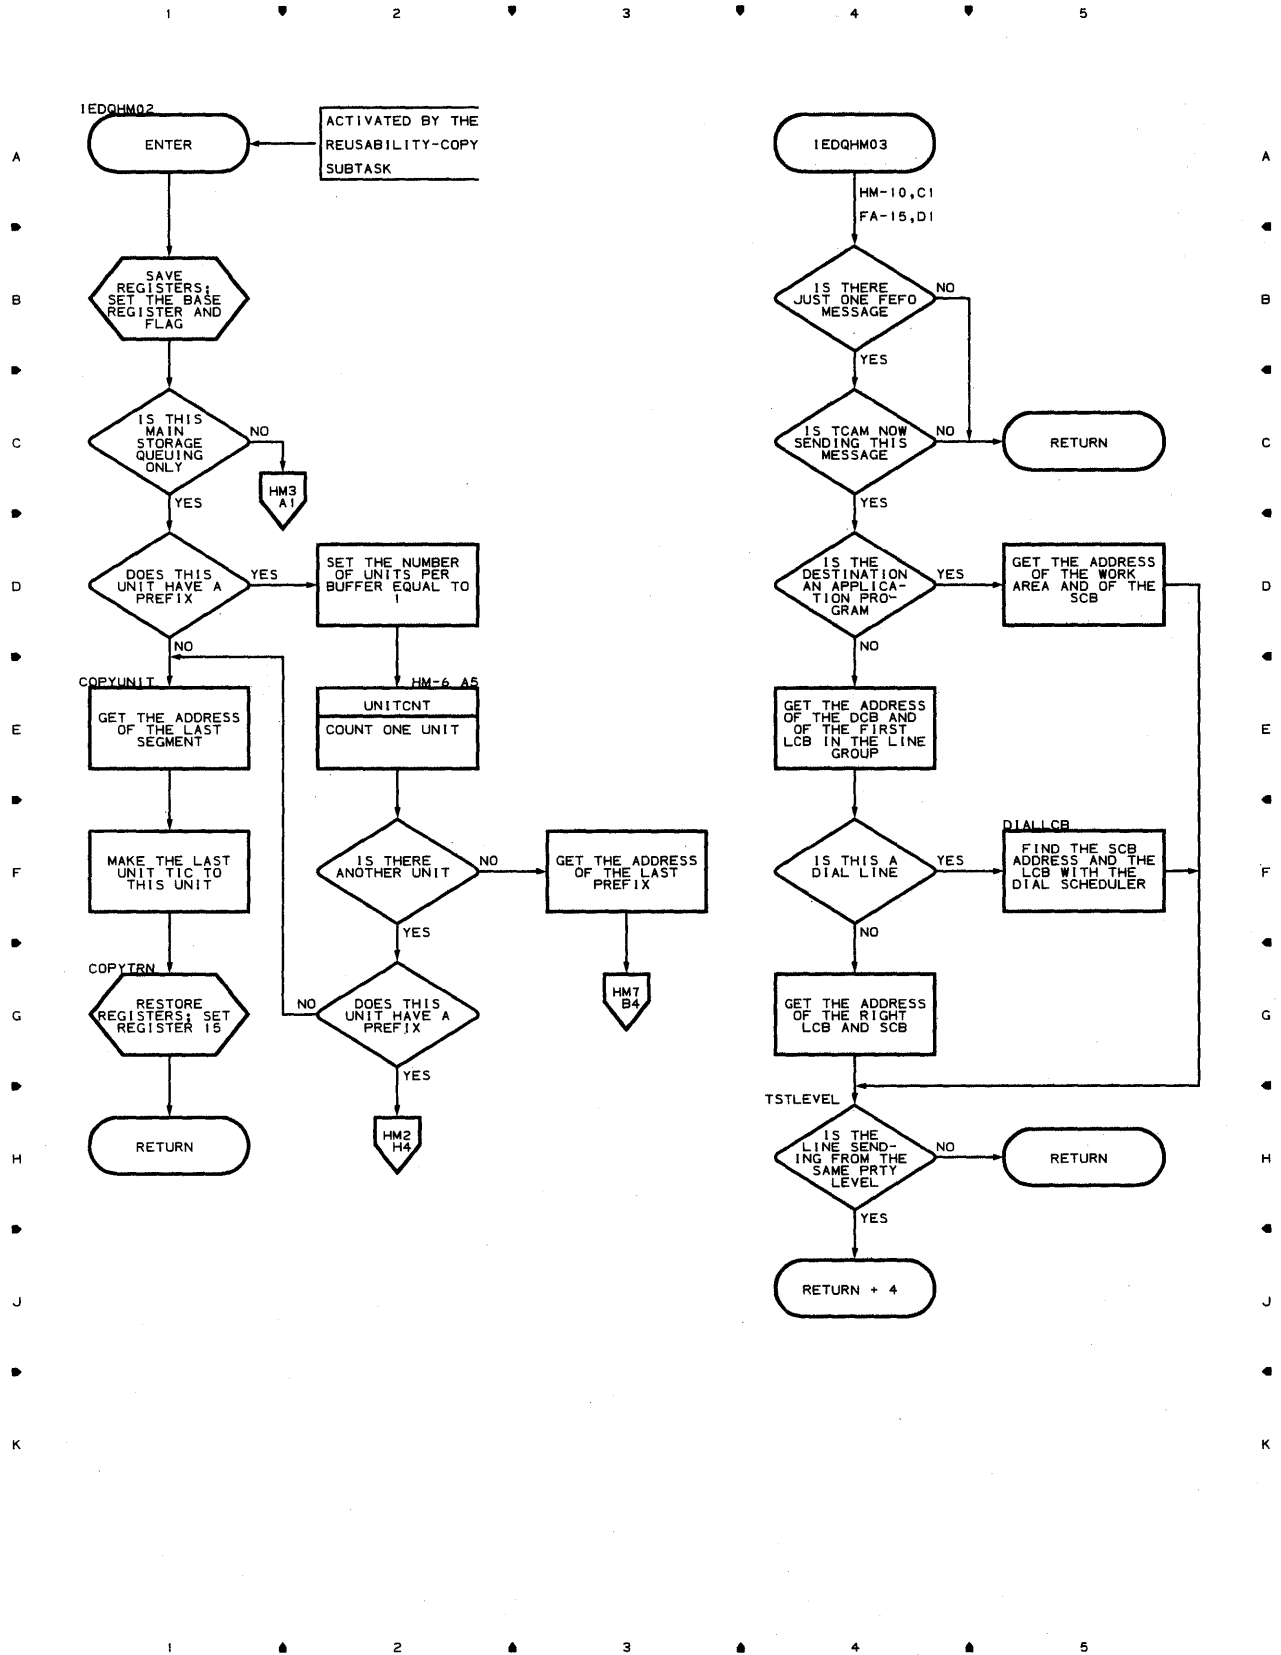 1 2 3 4 5
IEDQHM02
ENTER
ACTIVATED BY THE
REUSABILITY-COPY
SUBTASK
A
SAVE
REGISTERS;
SET THE BASE
REGISTER AND
FLAG
B
IS THIS
MAIN
STORAGE
QUEUING
ONLY
NO
HM3
A1
YES
C
DOES THIS
UNIT HAVE A
PREFIX
YES
SET THE NUMBER
OF UNITS PER
BUFFER EQUAL TO
1
NO
D
COPYUNIT
GET THE ADDRESS
OF THE LAST
SEGMENT
HM-6 A5
UNITCNT
COUNT ONE UNIT
E
MAKE THE LAST
UNIT TIC TO
THIS UNIT
IS THERE
ANOTHER UNIT
NO
GET THE ADDRESS
OF THE LAST
PREFIX
YES
F
COPYTRN
RESTORE
REGISTERS; SET
REGISTER 15
NO
DOES THIS
UNIT HAVE A
PREFIX
HM7
B4
YES
G
RETURN
HM2
H4
H
J
K
IEDQHM03
HM-10,C1
FA-15,D1
A
IS THERE
JUST ONE FEFO
MESSAGE
NO
YES
B
IS TCAM NOW
SENDING THIS
MESSAGE
NO
RETURN
YES
C
IS THE
DESTINATION
AN APPLICA-
TION PRO-
GRAM
YES
GET THE ADDRESS
OF THE WORK
AREA AND OF THE
SCB
NO
D
GET THE ADDRESS
OF THE DCB AND
OF THE FIRST
LCB IN THE LINE
GROUP
E
IS THIS A
DIAL LINE
YES
DIALLCB
FIND THE SCB
ADDRESS AND THE
LCB WITH THE
DIAL SCHEDULER
NO
F
GET THE ADDRESS
OF THE RIGHT
LCB AND SCB
G
TSTLEVEL
IS THE
LINE SEND-
ING FROM THE
SAME PRTY
LEVEL
NO
RETURN
YES
H
RETURN + 4
J
K
1 2 3 4 5